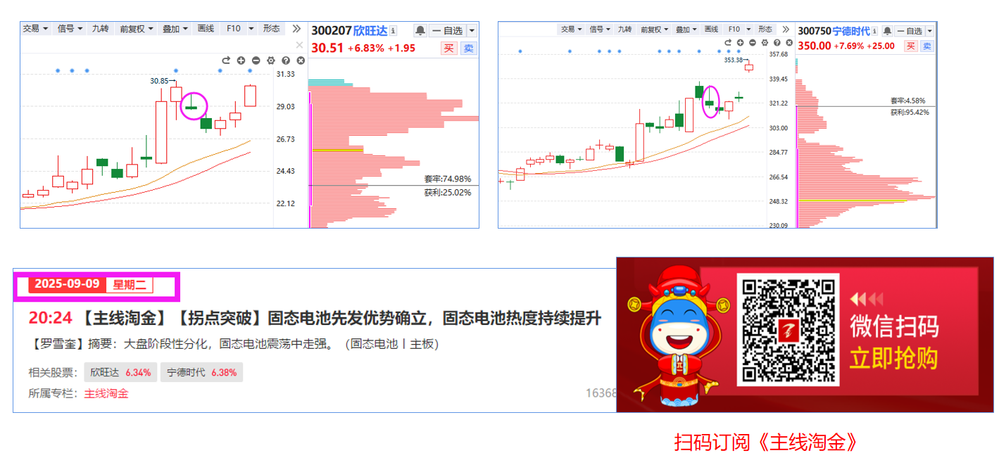 交易 信号 九转 前复权 叠加 画线 F10 形态
300207 欣旺达
一 自选
30.51 +6.83% +1.95
买 卖
30.85
31.33
29.03
26.73
24.43
22.12
套牢:74.98%
获利:25.02%
交易 信号 九转 前复权 叠加 画线 F10 形态
300750 宁德时代
一 自选
350.00 +7.69% +25.00
买 卖
353.38
357.68
339.45
321.22
303.00
284.77
266.54
248.32
230.09
套牢:4.58%
获利:95.42%
2025-09-09 星期二
20:24 【主线淘金】【拐点突破】固态电池先发优势确立，固态电池热度持续提升
【罗雪奎】摘要：大盘阶段性分化，固态电池震荡中走强。（固态电池丨主板）
相关股票： 欣旺达 6.34% 宁德时代 6.38%
所属专栏：主线淘金
16368
微信扫码
立即抢购
扫码订阅《主线淘金》